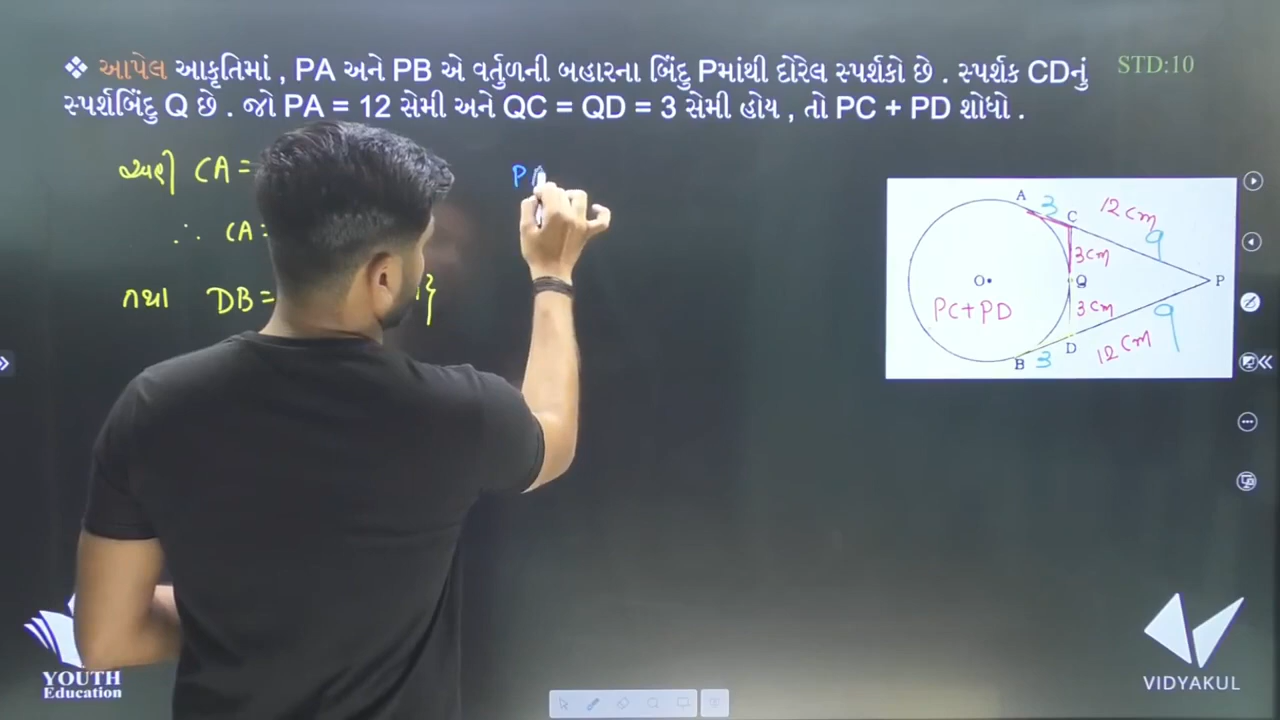 ❖ આપેલ આકૃતિમાં , PA અને PB એ વર્તુળની બહારના બિંદુ Pમાંથી દોરેલ સ્પર્શકો છે . સ્પર્શક CDનું
સ્પર્શબિંદુ Q છે . જો PA = 12 સેમી અને QC = QD = 3 સેમી હોય , તો PC + PD શોધો .
STD:10
અહીં CA =
∴ CA =
તથા DB =
P
A
3
C
12 cm
9
3cm
O
Q
P
PC+PD
3cm
9
D
12 cm
B
3
YOUTH
Education
VIDYAKUL